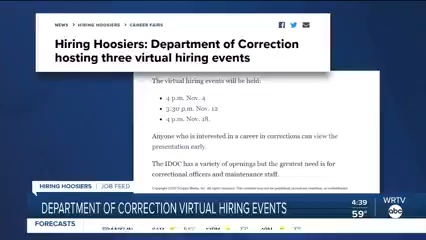 NEWS > HIRING HOOSIERS > CAREER FAIRS
Hiring Hoosiers: Department of Correction
hosting three virtual hiring events
The virtual hiring events will be held:
• 4 p.m. Nov. 4
• 5:30 p.m. Nov. 12
• 4 p.m. Nov. 18.
Anyone who is interested in a career in corrections can view the
presentation early.
The IDOC has a variety of openings but the greatest need is for
correctional officers and maintenance staff.
HIRING HOOSIERS | JOB FEED
DEPARTMENT OF CORRECTION VIRTUAL HIRING EVENTS
4:39
59°
WRTV
abc
FORECASTS